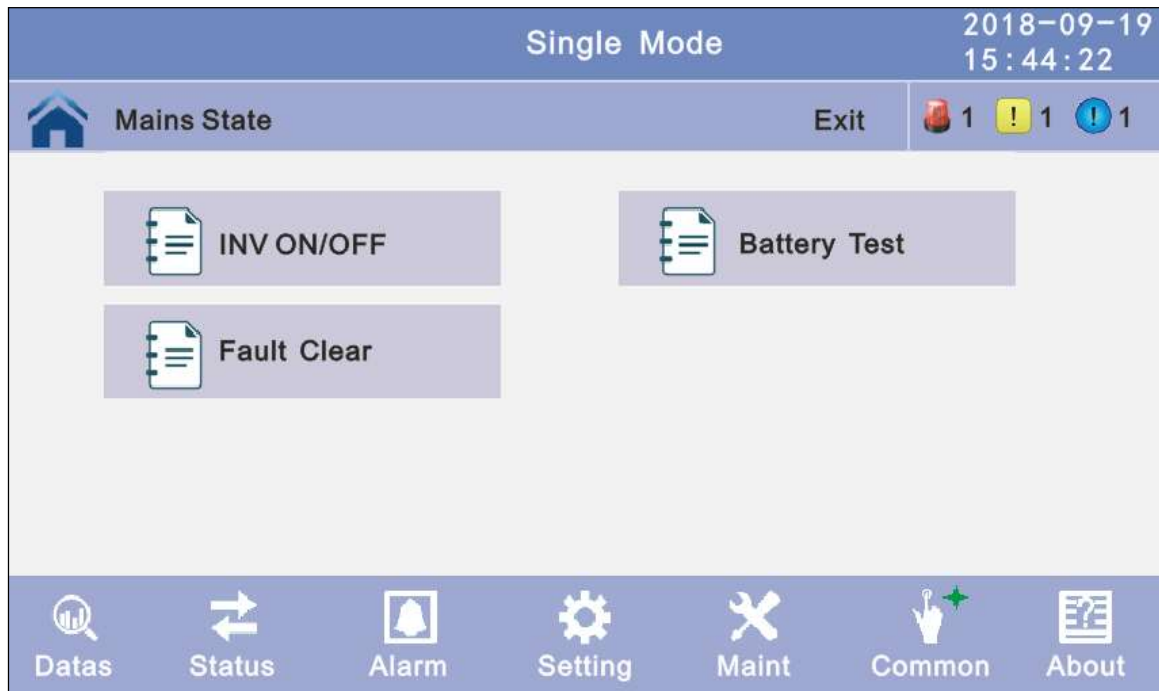 Single Mode
2018-09-19
15:44:22
Mains State
Exit
1
! 1
! 1
INV ON/OFF
Battery Test
Fault Clear
Datas
Status
Alarm
Setting
Maint
Common
?
About